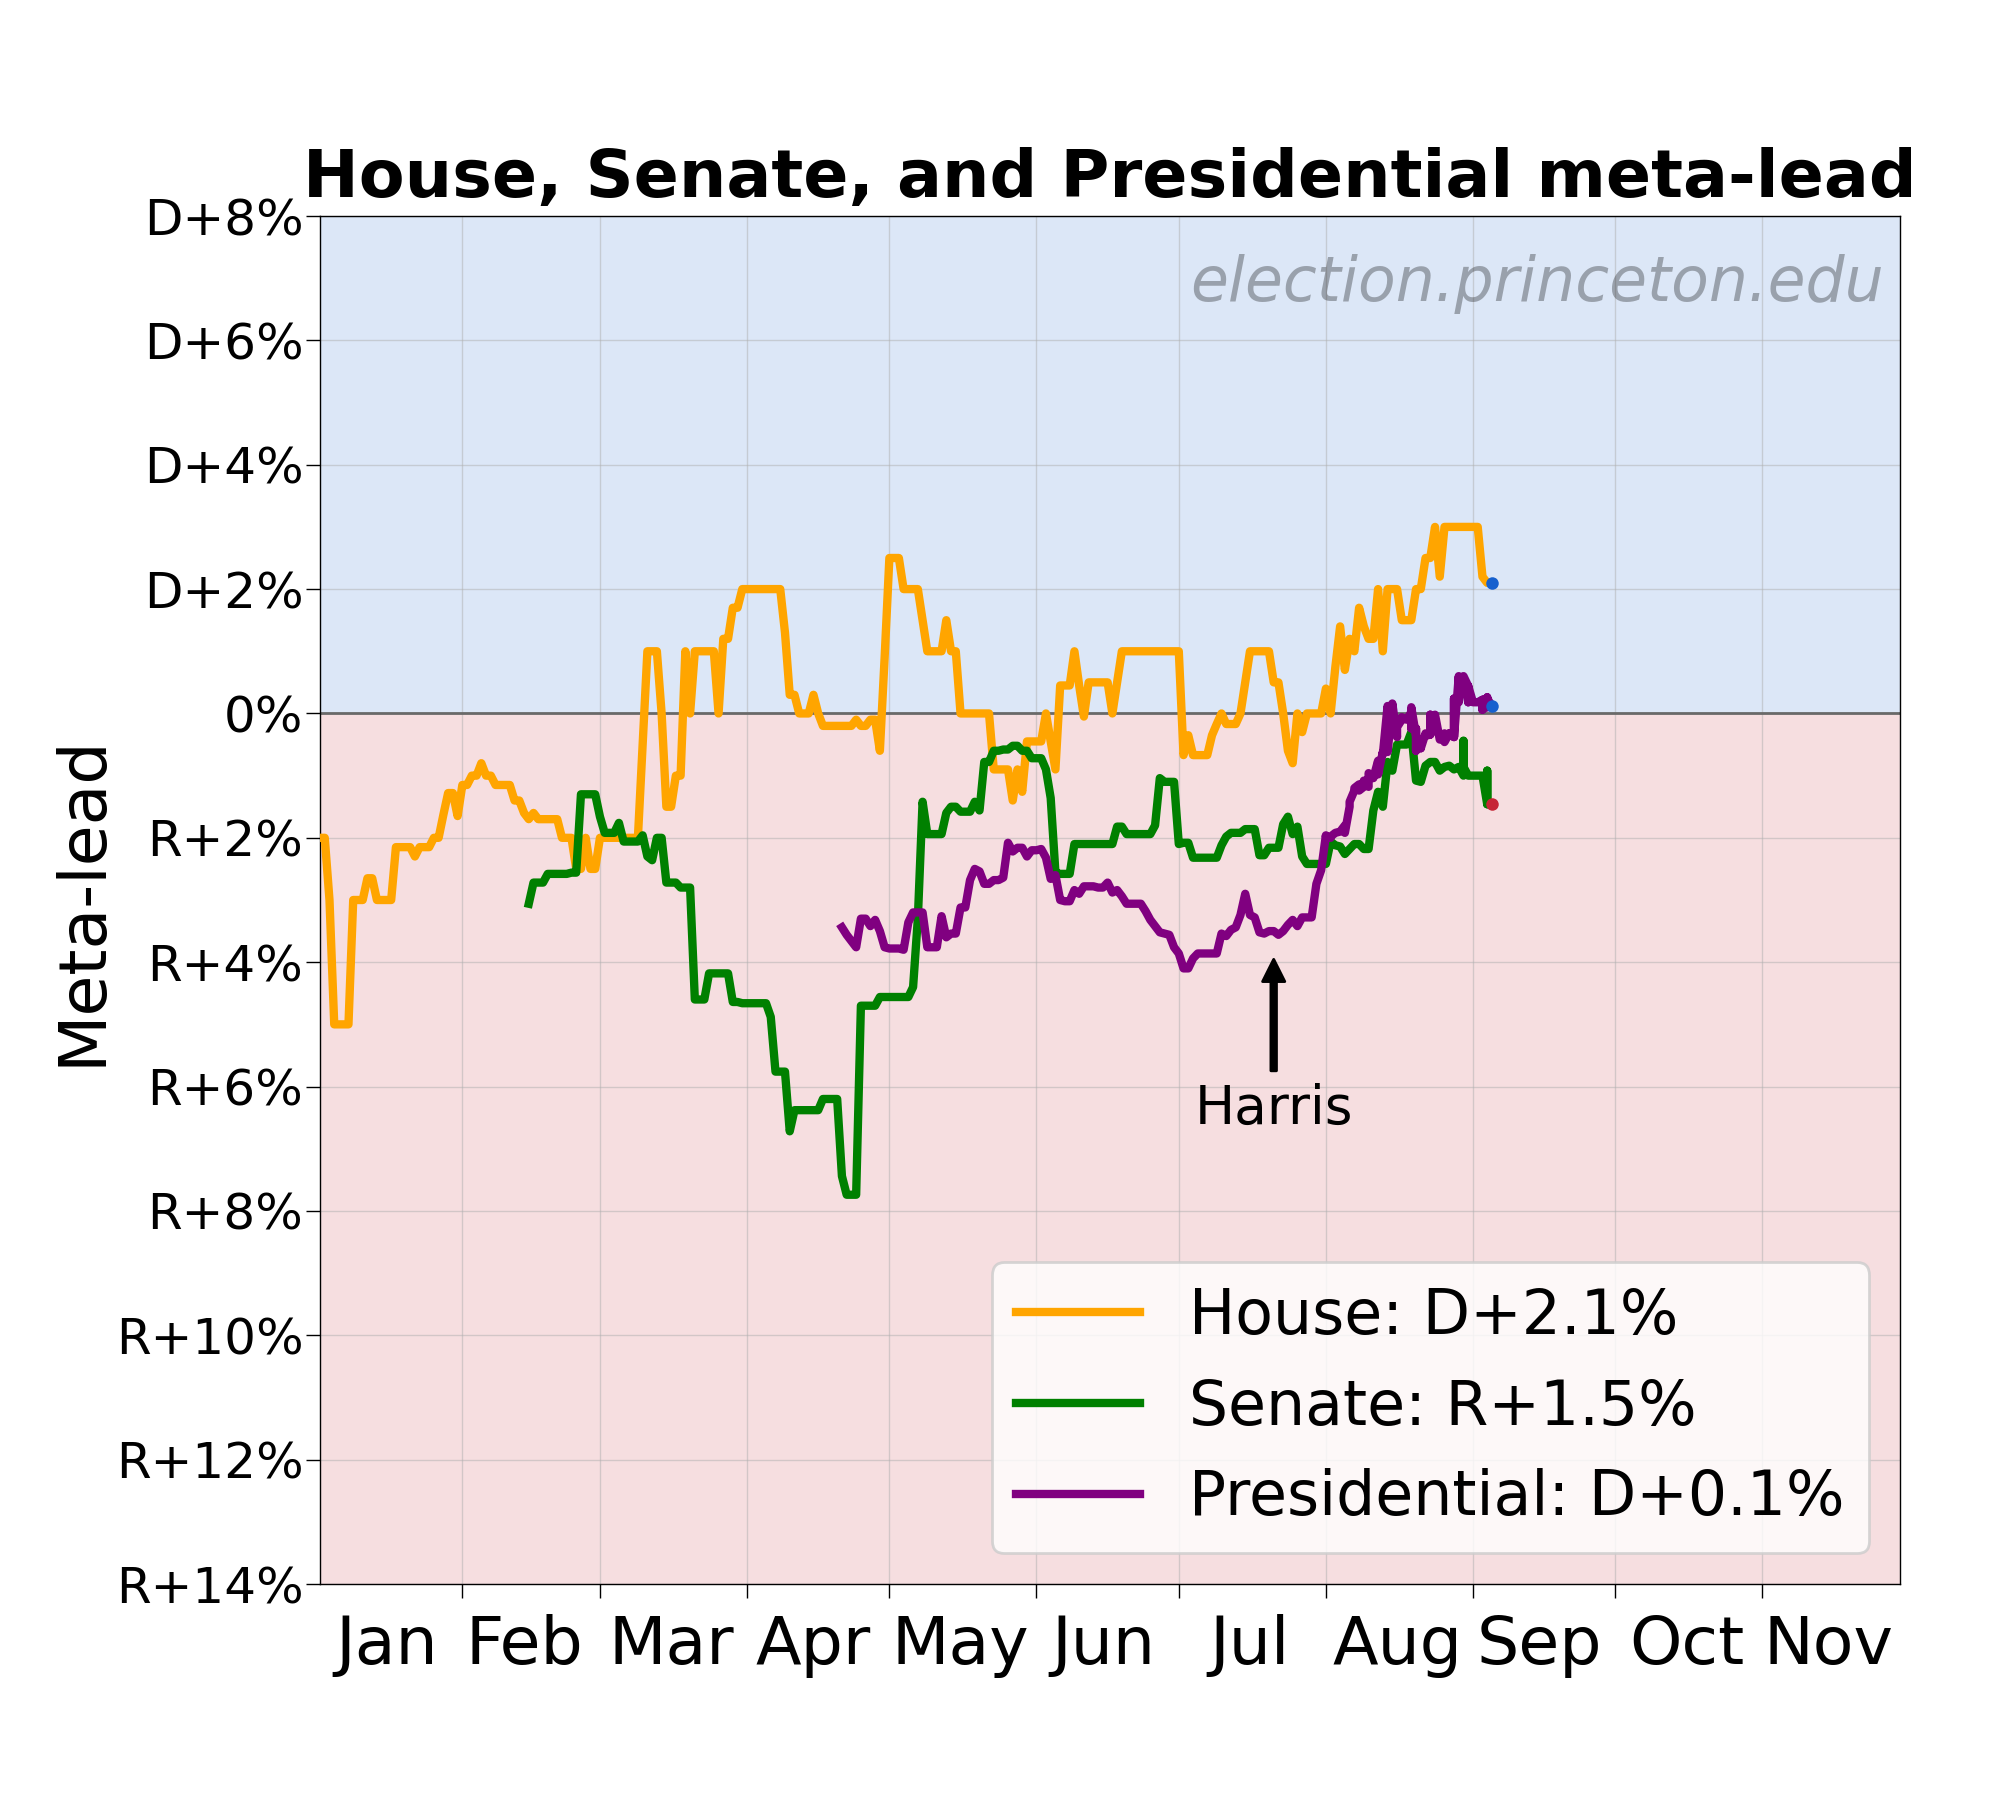 House, Senate, and Presidential meta-lead
election.princeton.edu
D+8%
D+6%
D+4%
D+2%
0%
R+2%
R+4%
R+6%
R+8%
R+10%
R+12%
R+14%
Meta-lead
Harris
House: D+2.1%
Senate: R+1.5%
Presidential: D+0.1%
Jan Feb Mar Apr May Jun Jul Aug Sep Oct Nov